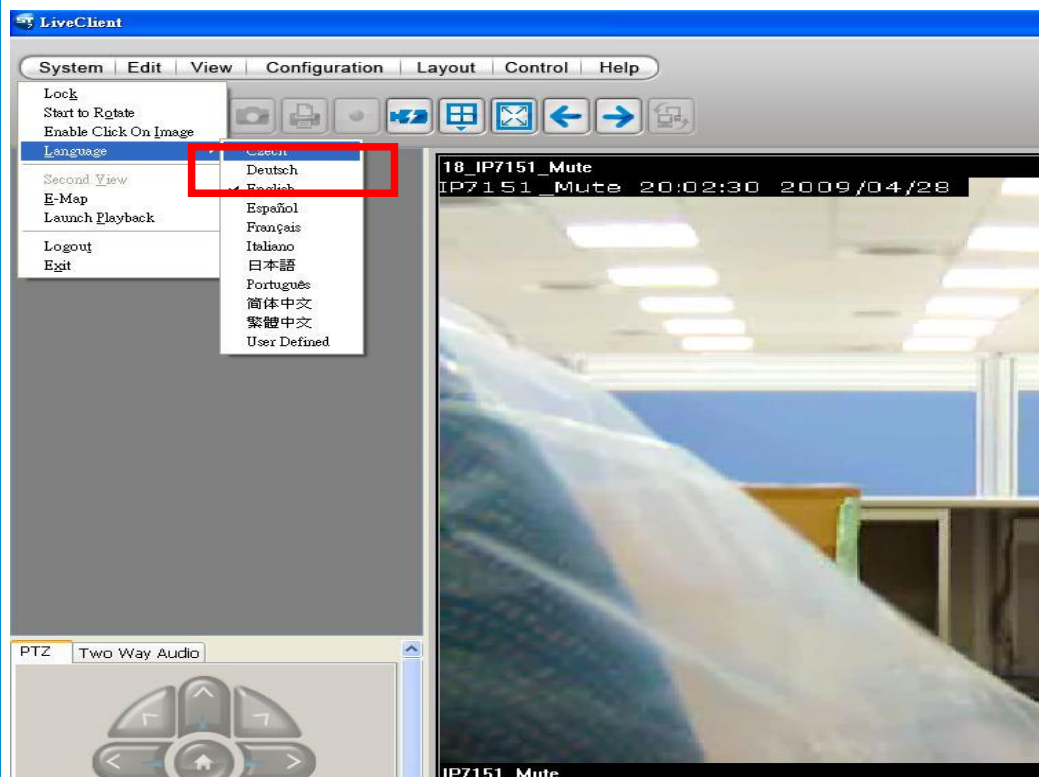 LiveClient
System Edit View Configuration Layout Control Help
Lock
Start to Rotate
Enable Click On Image
Language
Second View
E-Map
Launch Playback
Logout
Exit
Czech
Deutsch
English
Español
Français
Italiano
日本語
Português
简体中文
繁體中文
User Defined
18_IP7151_Mute
IP7151_Mute 20:02:30 2009/04/28
PTZ Two Way Audio
IP7151_Mute